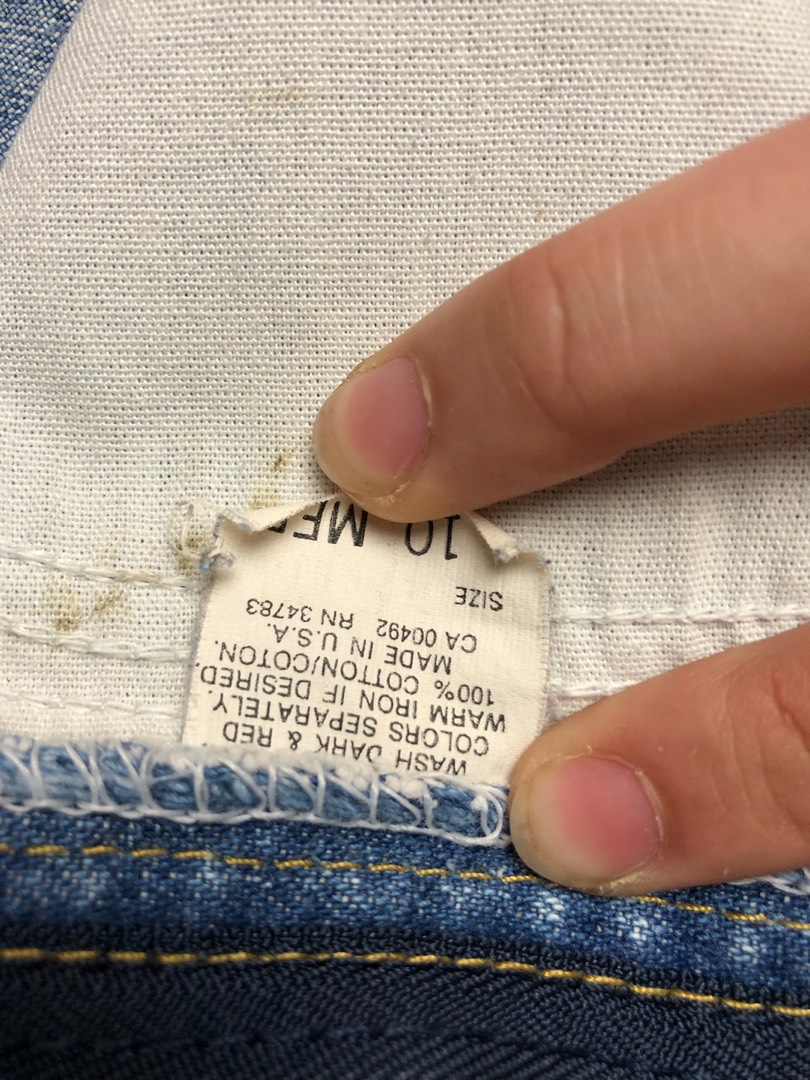 WASH DARK & RED
COLORS SEPARATELY.
WARM IRON IF DESIRED.
100% COTTON/COTON.
MADE IN U.S.A.
CA 00492 RN 34783
SIZE
10